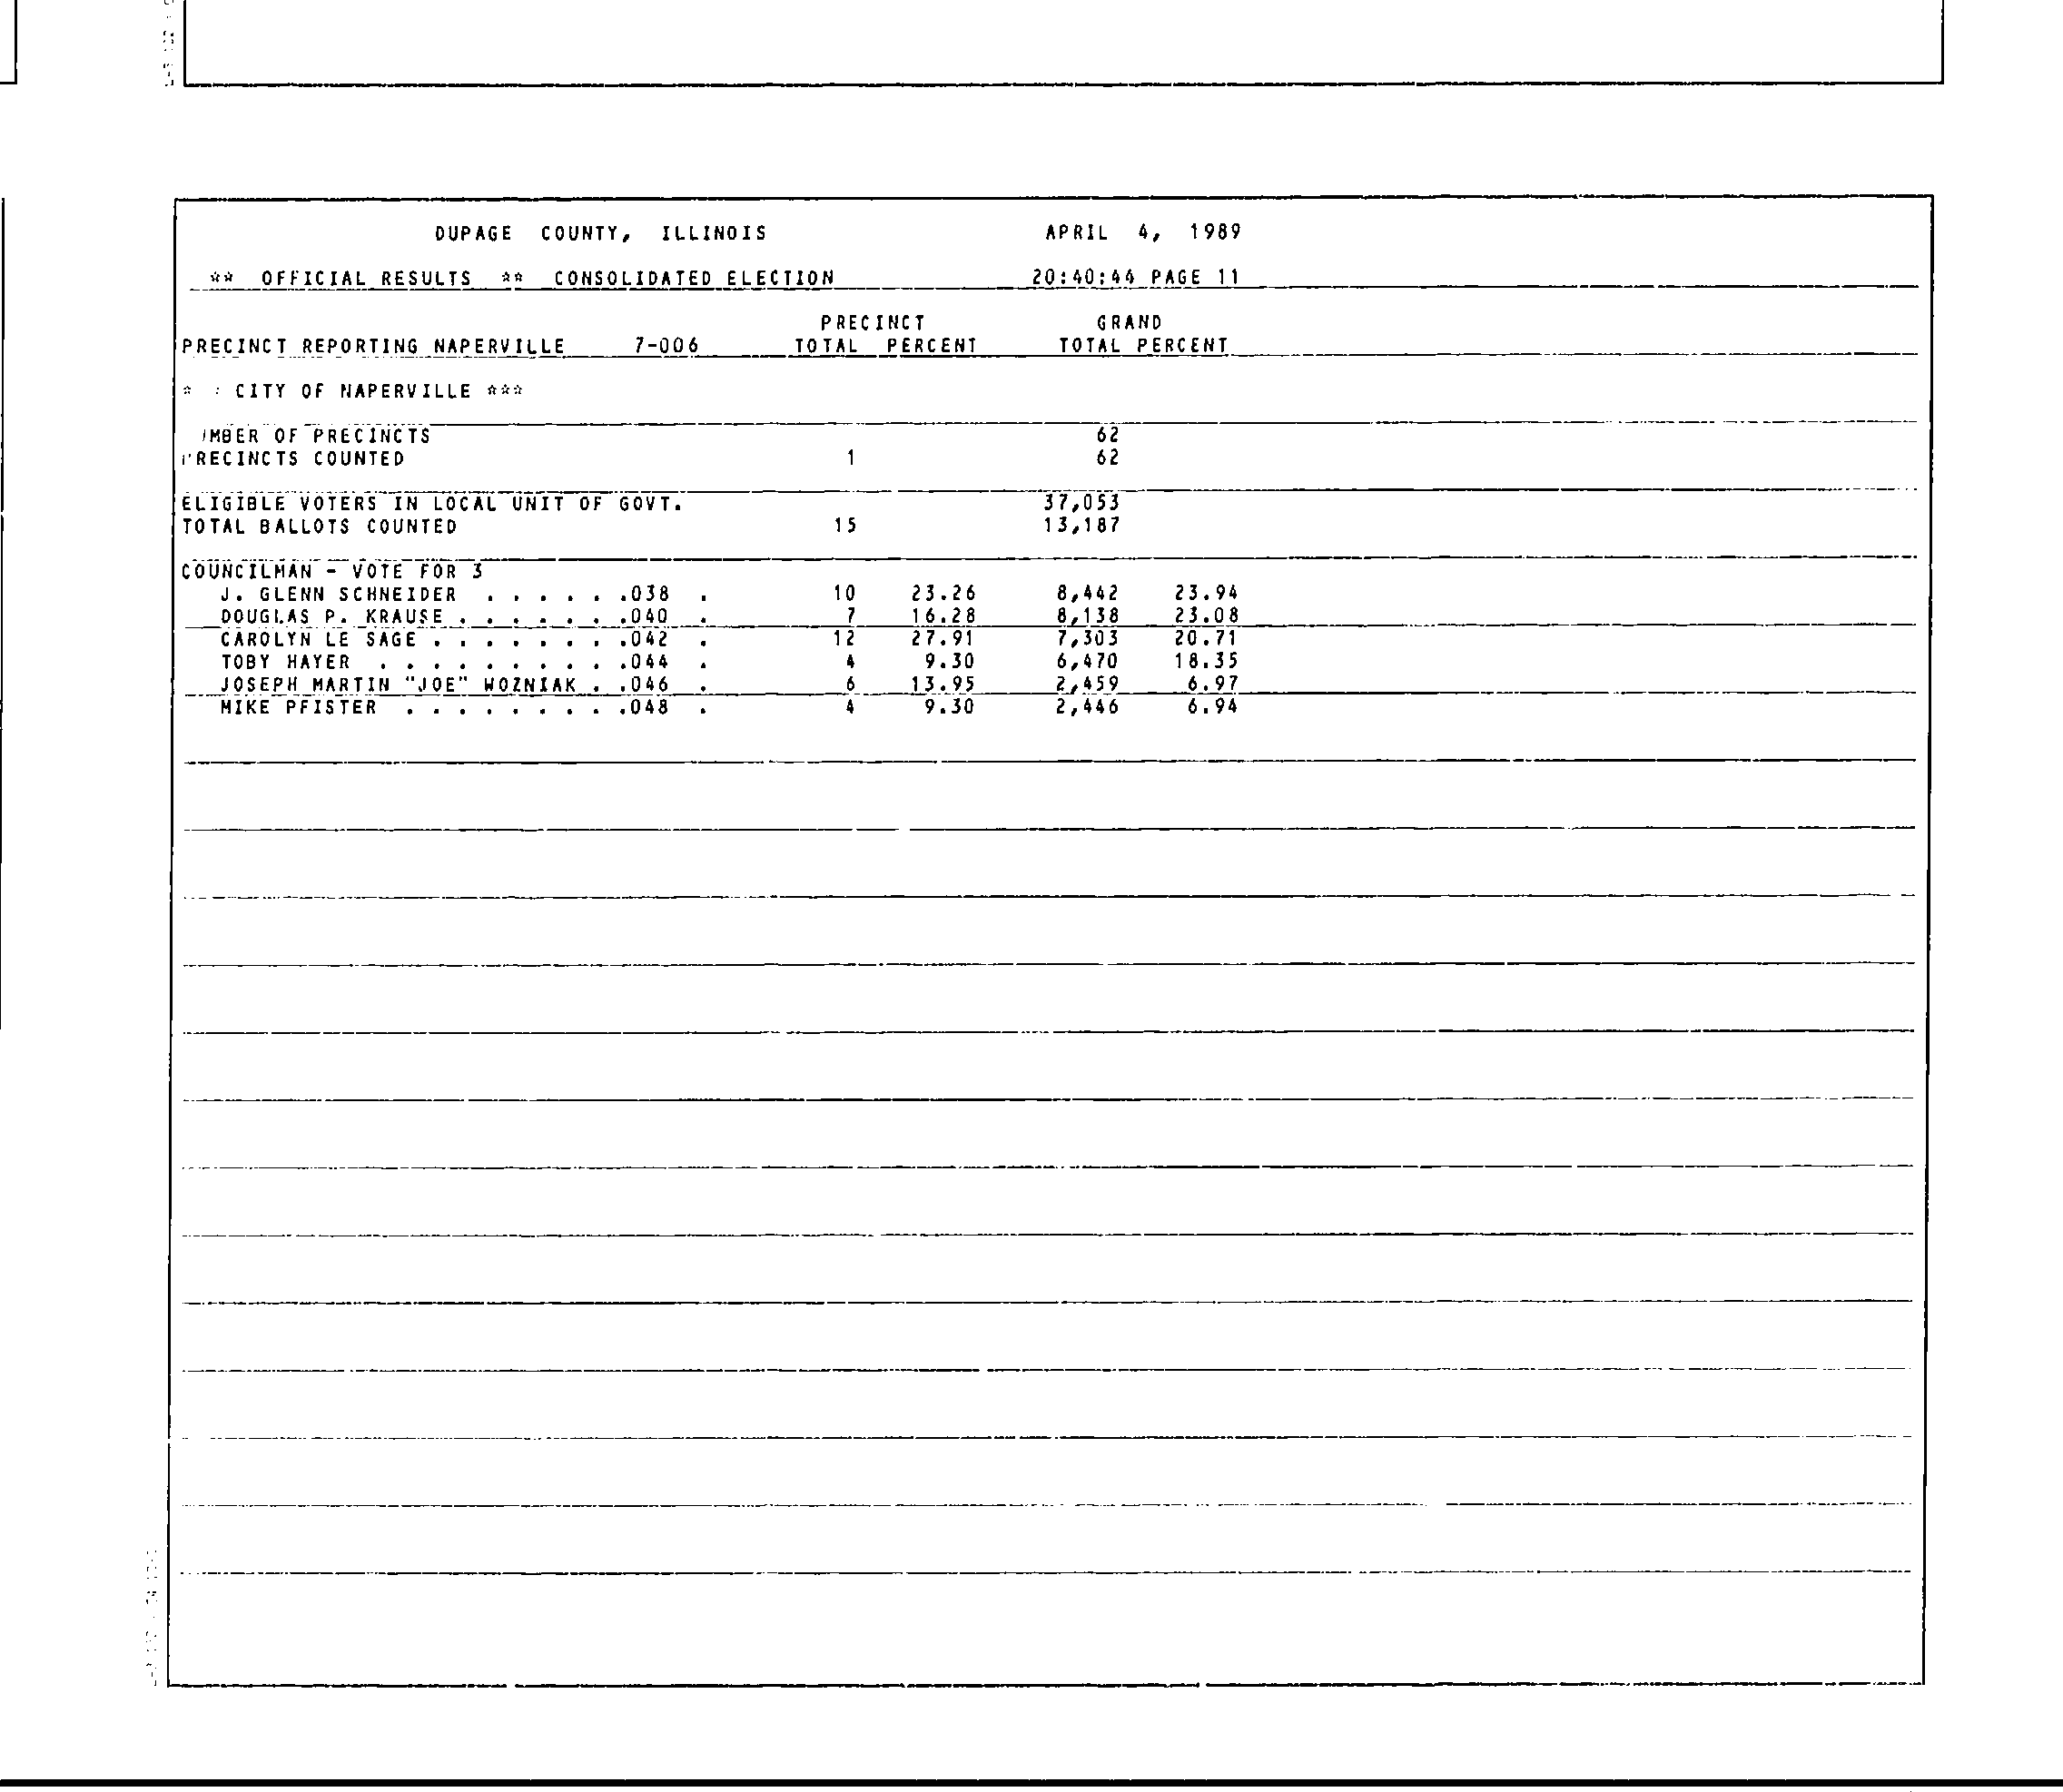 DUPAGE COUNTY, ILLINOIS APRIL 4, 1989
** OFFICIAL RESULTS ** CONSOLIDATED ELECTION 20:40:44 PAGE 11
PRECINCT GRAND
PRECINCT REPORTING NAPERVILLE 7-006 TOTAL PERCENT TOTAL PERCENT
* CITY OF NAPERVILLE ***
MBER OF PRECINCTS 62
PRECINCTS COUNTED 1 62
ELIGIBLE VOTERS IN LOCAL UNIT OF GOVT. 37,053
TOTAL BALLOTS COUNTED 15 13,187
COUNCILMAN - VOTE FOR 3
J. GLENN SCHNEIDER . . . . . .038 . 10 23.26 8,442 23.94
DOUGLAS P. KRAUSE . . . . . . .040 . 7 16.28 8,138 23.08
CAROLYN LE SAGE . . . . . . . .042 . 12 27.91 7,303 20.71
TOBY HAYER . . . . . . . . . .044 . 4 9.30 6,470 18.35
JOSEPH MARTIN "JOE" WOZNIAK . .046 . 6 13.95 2,459 6.97
MIKE PFISTER . . . . . . . . .048 . 4 9.30 2,446 6.94